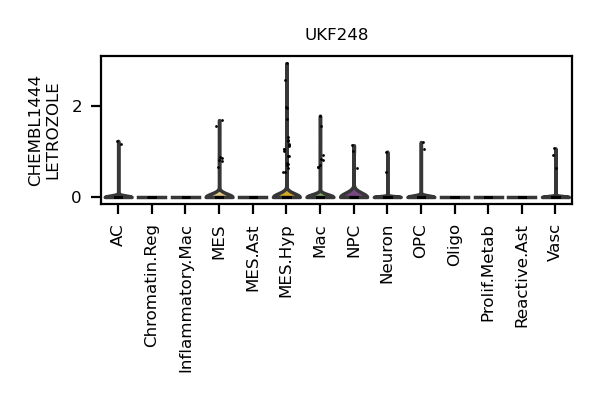 UKF248
CHEMBL1444
LETROZOLE
2
0
AC
Chromatin.Reg
Inflammatory.Mac
MES
MES.Ast
MES.Hyp
Mac
NPC
Neuron
OPC
Oligo
Prolif.Metab
Reactive.Ast
Vasc